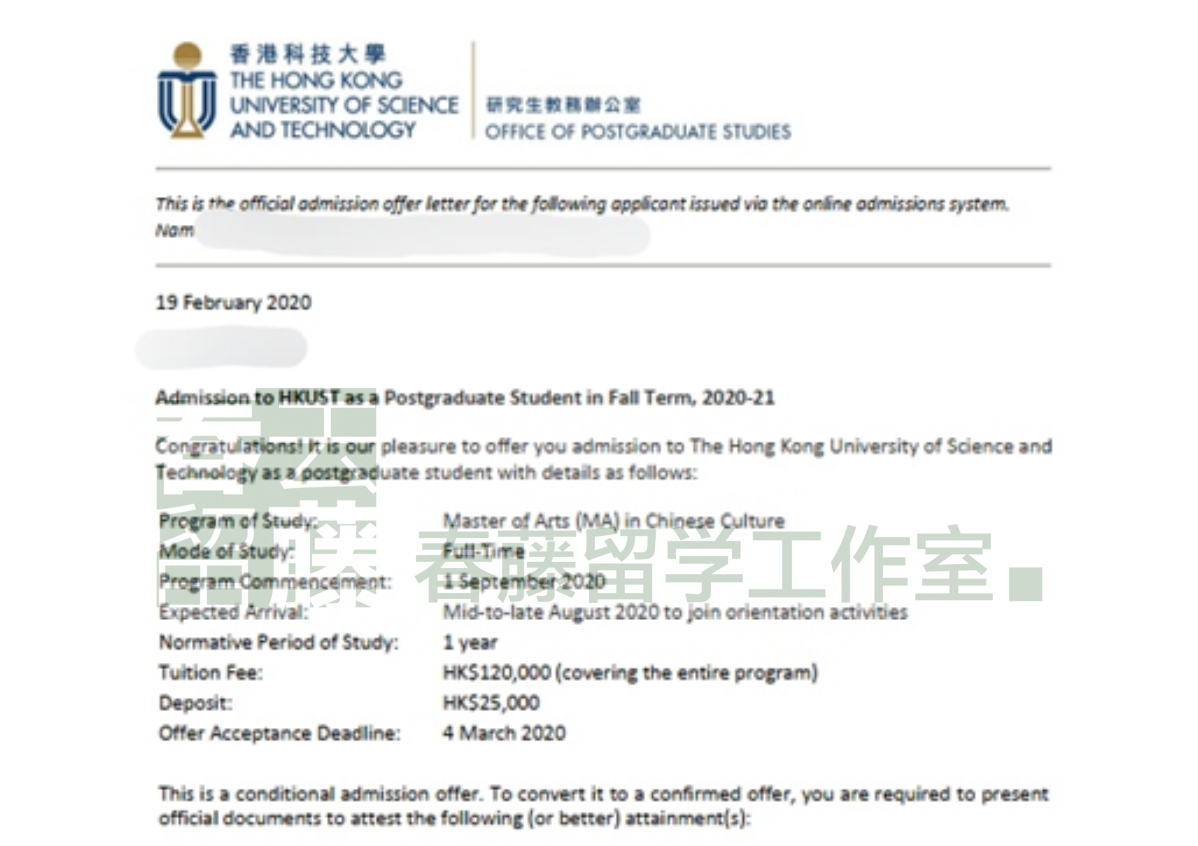 香港科技大學
THE HONG KONG
UNIVERSITY OF SCIENCE
AND TECHNOLOGY
研究生教務辦公室
OFFICE OF POSTGRADUATE STUDIES
This is the official admission offer letter for the following applicant issued via the online admissions system.
Nam
19 February 2020
Admission to HKUST as a Postgraduate Student in Fall Term, 2020-21
Congratulations! It is our pleasure to offer you admission to The Hong Kong University of Science and
Technology as a postgraduate student with details as follows:
Program of Study: Master of Arts (MA) in Chinese Culture
Mode of Study: Full-Time
Program Commencement: 1 September 2020
Expected Arrival: Mid-to-late August 2020 to join orientation activities
Normative Period of Study: 1 year
Tuition Fee: HK$120,000 (covering the entire program)
Deposit: HK$25,000
Offer Acceptance Deadline: 4 March 2020
This is a conditional admission offer. To convert it to a confirmed offer, you are required to present
official documents to attest the following (or better) attainment(s):
留藤
春藤留学工作室